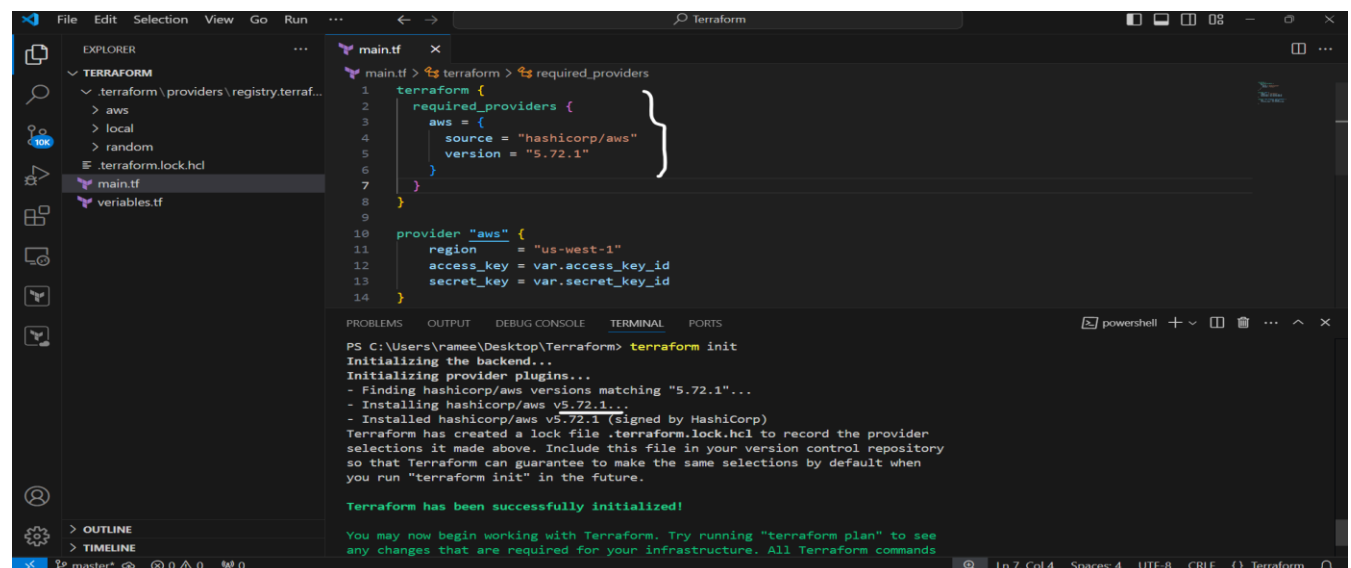 File Edit Selection View Go Run ... Terraform
EXPLORER ...
TERRAFORM
.terraform\providers\registry.terraf...
aws
local
random
.terraform.lock.hcl
main.tf
veriables.tf
10K
OUTLINE
TIMELINE
main.tf
main.tf > terraform > required_providers
1 terraform {
2 required_providers {
3 aws = {
4 source = "hashicorp/aws"
5 version = "5.72.1"
6 }
7 }
8 }
9
10 provider "aws" {
11 region = "us-west-1"
12 access_key = var.access_key_id
13 secret_key = var.secret_key_id
14 }
PROBLEMS OUTPUT DEBUG CONSOLE TERMINAL PORTS powershell
PS C:\Users\ramee\Desktop\Terraform> terraform init
Initializing the backend...
Initializing provider plugins...
- Finding hashicorp/aws versions matching "5.72.1"...
- Installing hashicorp/aws v5.72.1...
- Installed hashicorp/aws v5.72.1 (signed by HashiCorp)
Terraform has created a lock file .terraform.lock.hcl to record the provider
selections it made above. Include this file in your version control repository
so that Terraform can guarantee to make the same selections by default when
you run "terraform init" in the future.
Terraform has been successfully initialized!
You may now begin working with Terraform. Try running "terraform plan" to see
any changes that are required for your infrastructure. All Terraform commands
master* 0 0 0 Ln 7, Col 4 Spaces: 4 UTF-8 CRLF {} Terraform